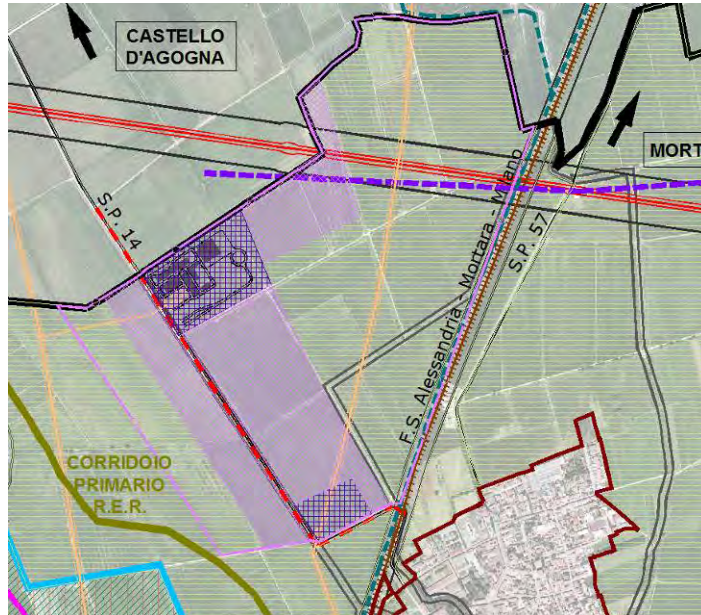 CASTELLO
D'AGOGNA
MORT
S.P. 14
F.S. Alessandria - Mortara - Milano
S.P. 57
CORRIDOIO
PRIMARIO
R.E.R.